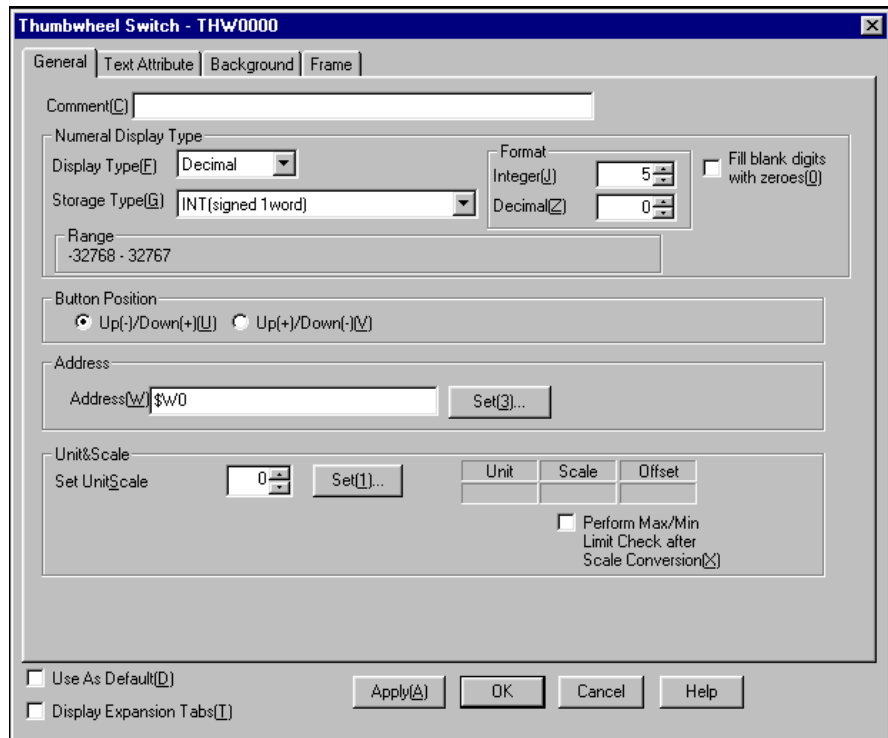 Thumbwheel Switch - THW0000
General Text Attribute Background Frame
Comment(C)
Numeral Display Type
Display Type(F) Decimal
Storage Type(G) INT(signed 1word)
Format
Integer(J) 5
Decimal(Z) 0
Fill blank digits
with zeroes(0)
Range
-32768 - 32767
Button Position
Up(-)/Down(+)(U) Up(+)/Down(-)(V)
Address
Address(W) $W0 Set(3)...
Unit&Scale
Set UnitScale 0 Set(1)...
Unit Scale Offset
Perform Max/Min
Limit Check after
Scale Conversion(X)
Use As Default(D)
Display Expansion Tabs(T)
Apply(A) OK Cancel Help